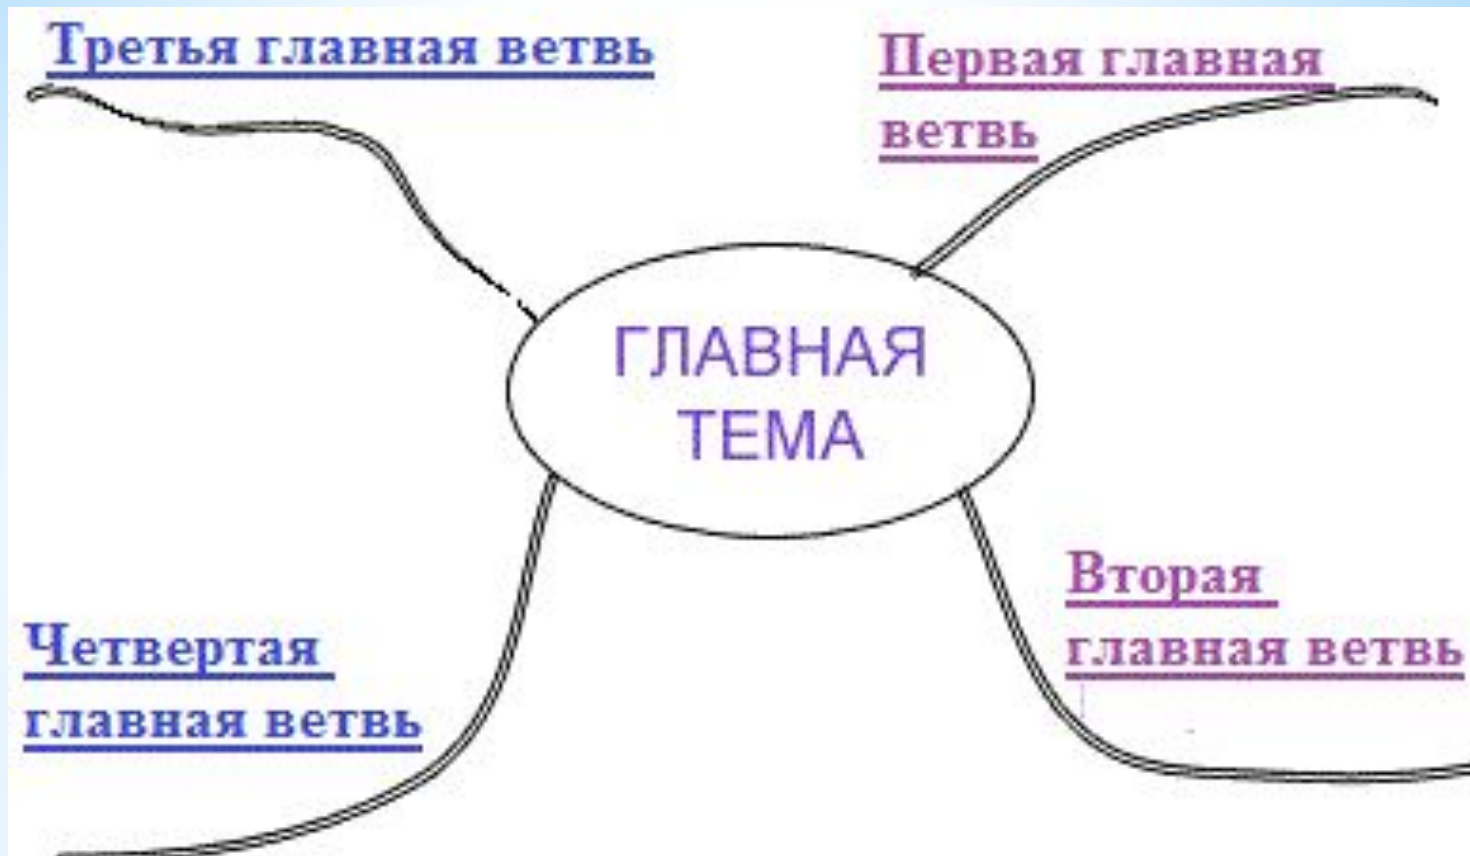 Третья главная ветвь
Первая главная
ветвь
ГЛАВНАЯ
ТЕМА
Вторая
главная ветвь
Четвертая
главная ветвь